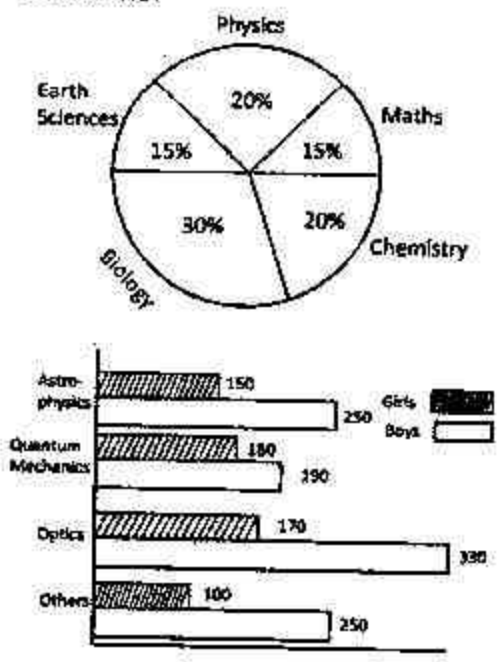 Physics
20%
Earth
Sciences
15%
Maths
15%
30%
20%
Chemistry
Biology
Astro-
physics
150
250
Girls
Boys
Quantum
Mechanics
180
190
Optics
170
330
Others
100
250